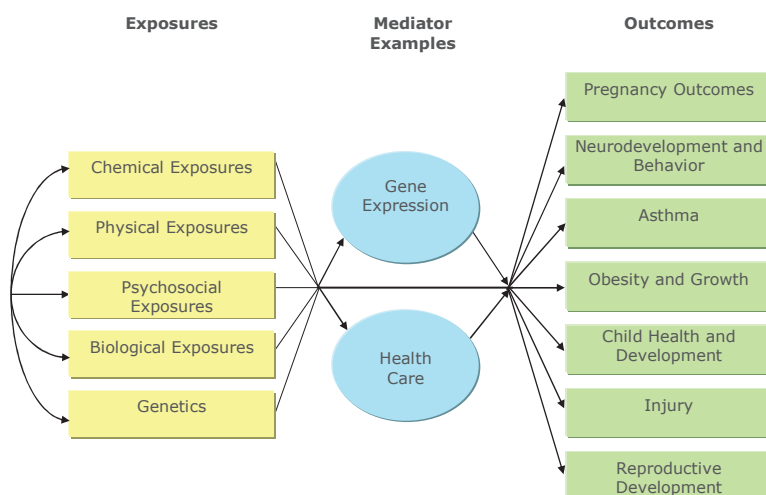 Exposures
Mediator
Examples
Outcomes
Chemical Exposures
Physical Exposures
Psychosocial
Exposures
Biological Exposures
Genetics
Gene
Expression
Health
Care
Pregnancy Outcomes
Neurodevelopment and
Behavior
Asthma
Obesity and Growth
Child Health and
Development
Injury
Reproductive
Development